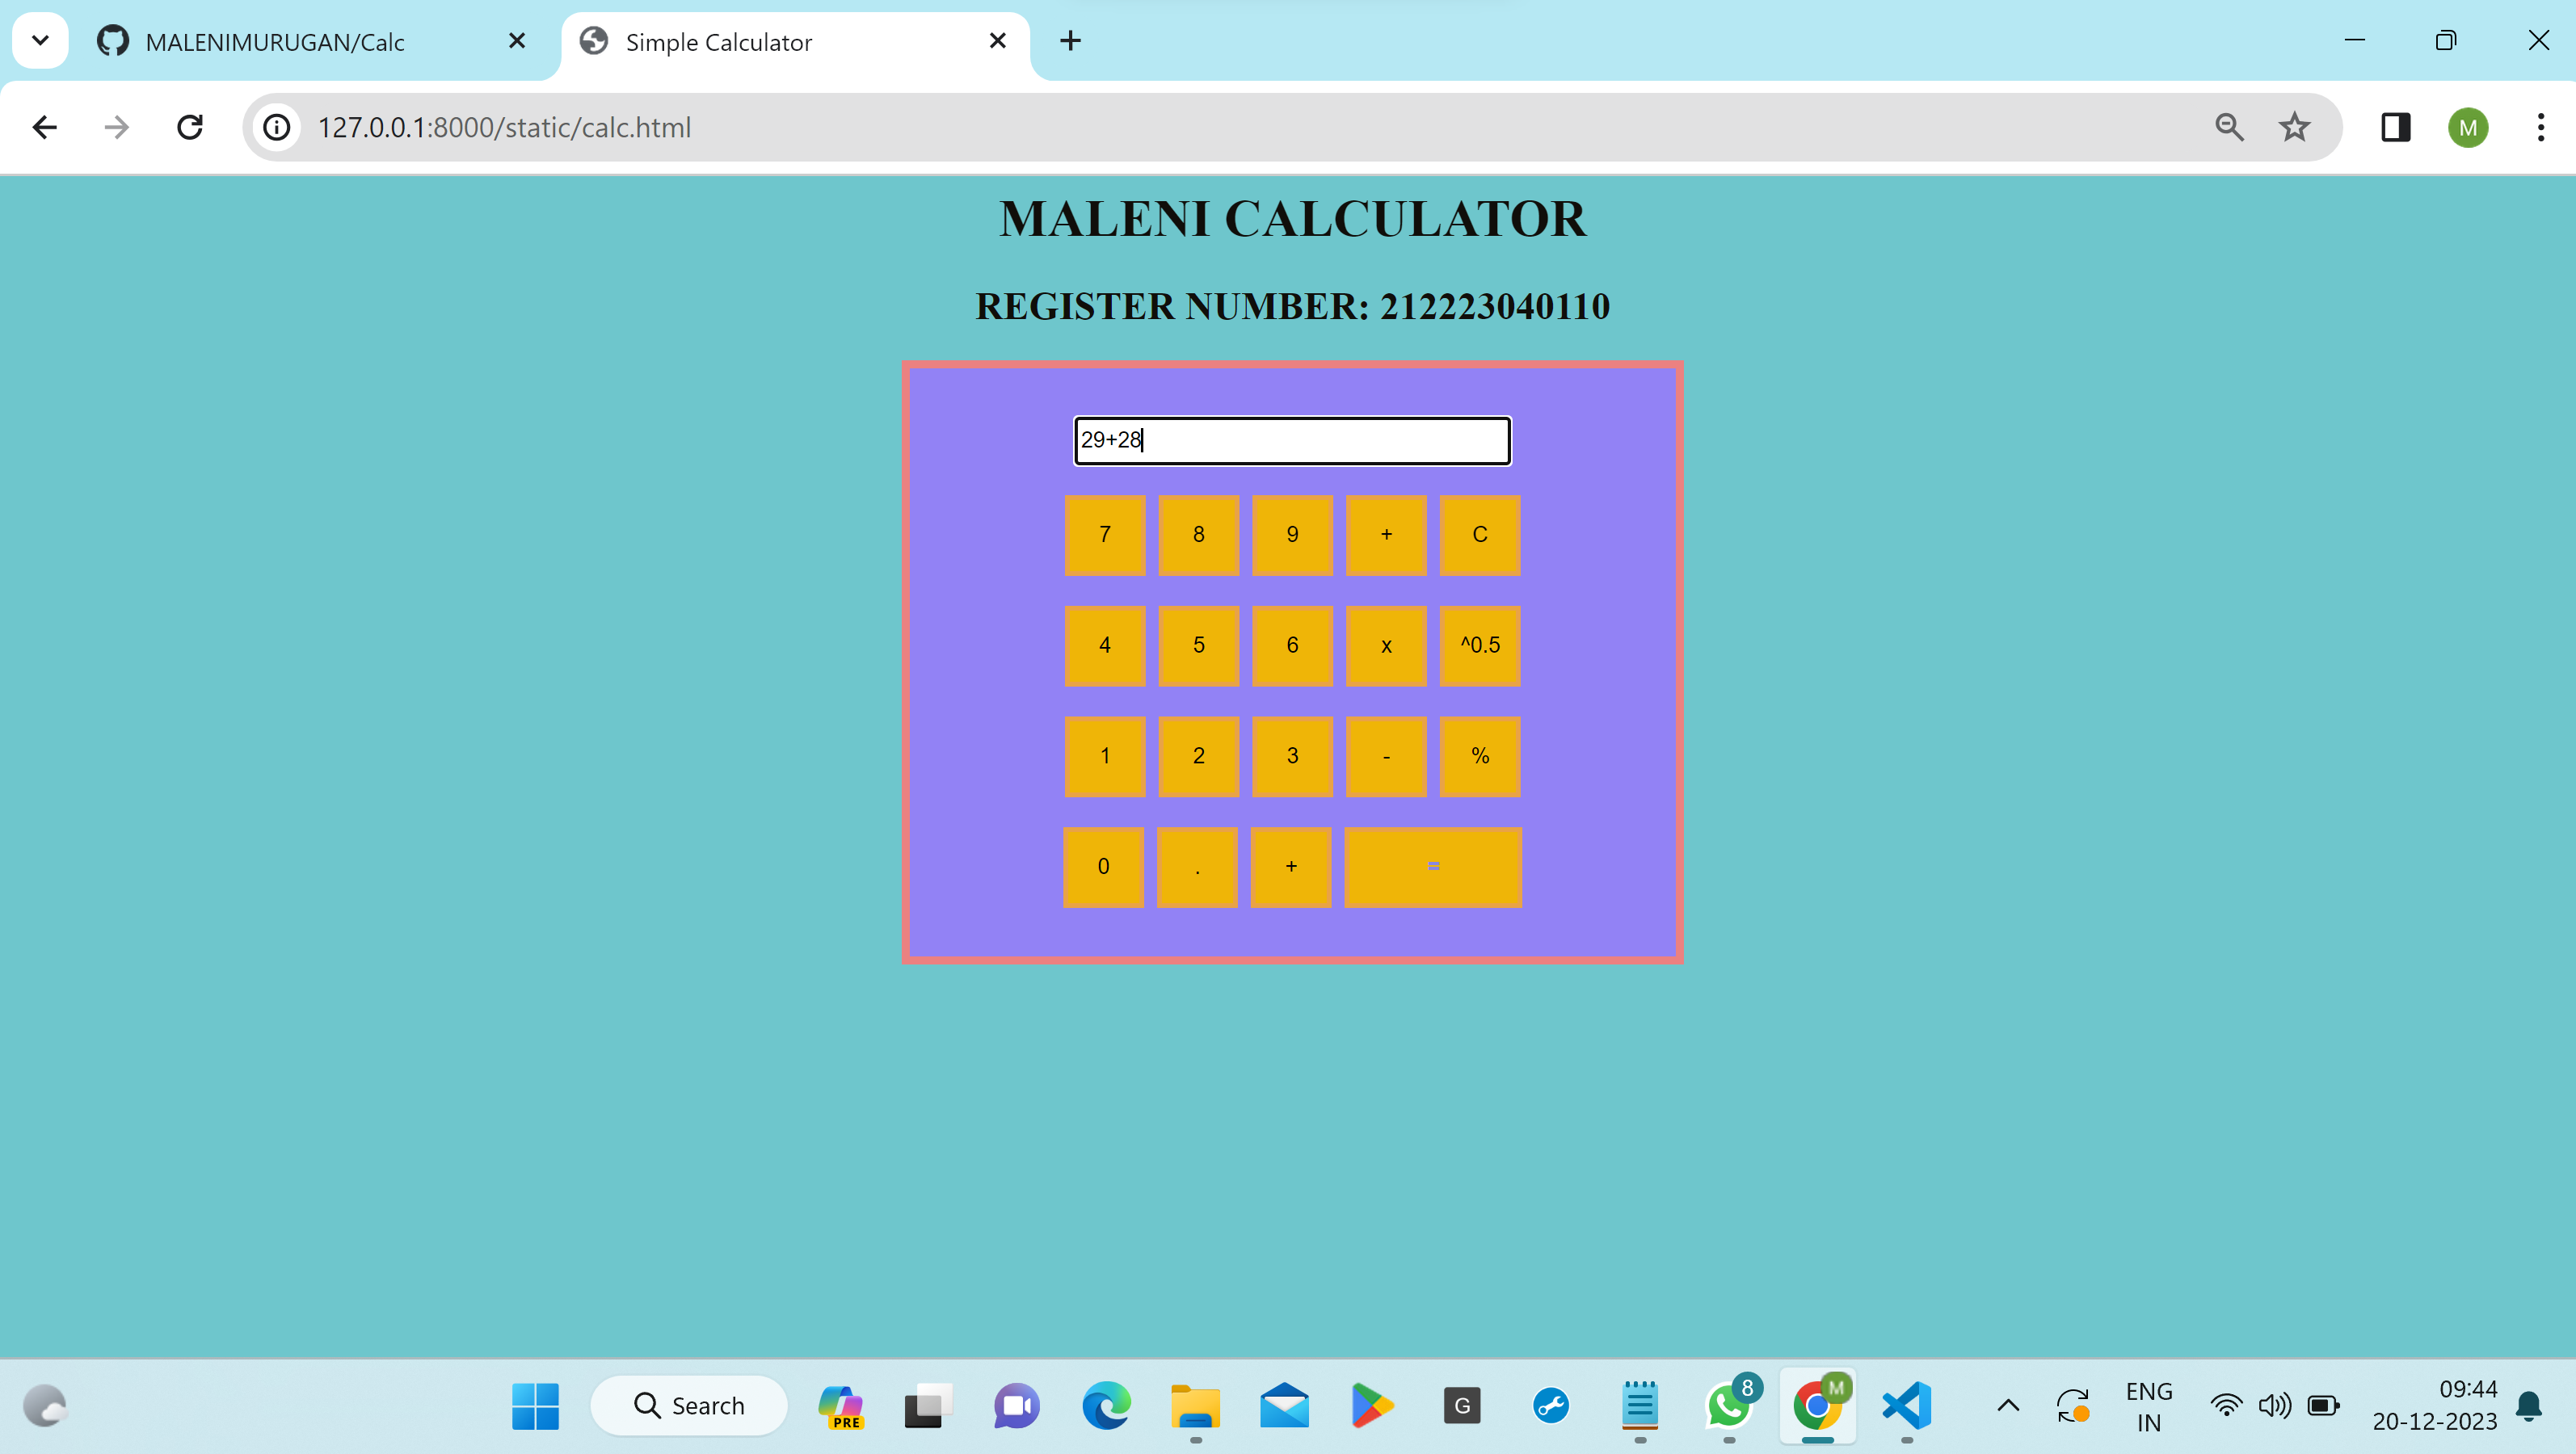 MALENIMURUGAN/Calc
Simple Calculator
127.0.0.1:8000/static/calc.html
M
MALENI CALCULATOR
REGISTER NUMBER: 212223040110
29+28
7 8 9 + C
4 5 6 x ^0.5
1 2 3 - %
0 . + =
Search
PRE
G
8
M
ENG
IN
09:44
20-12-2023